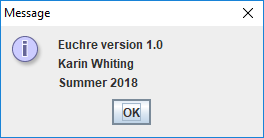 Message
Euchre version 1.0
Karin Whiting
Summer 2018
OK